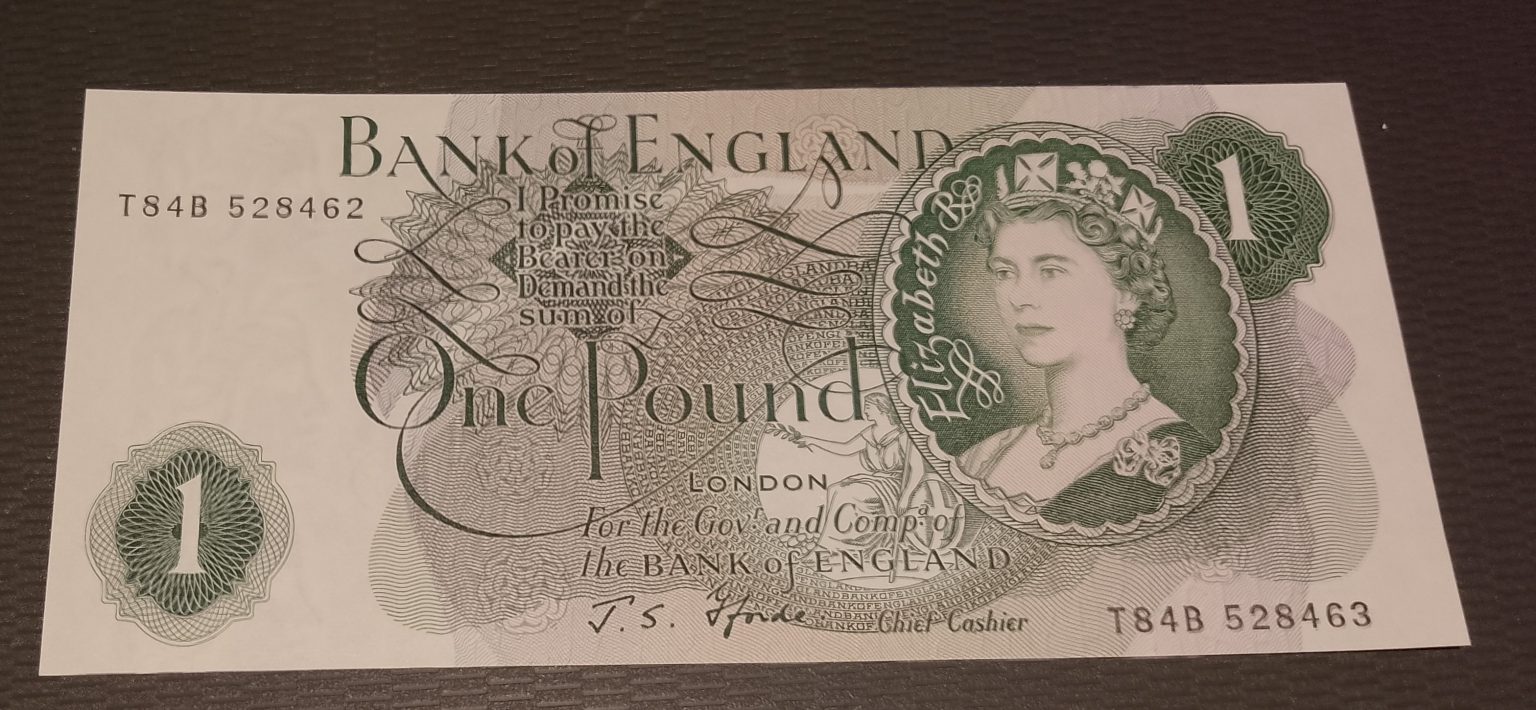 BANK of ENGLAND
T84B 528462
I Promise
to pay the
Bearer on
Demand the
sum of
One Pound
LONDON
For the Govr. and Compa. of
the BANK of ENGLAND
J. S. Fforde Chief Cashier
T84B 528463
Elizabeth R
1
1